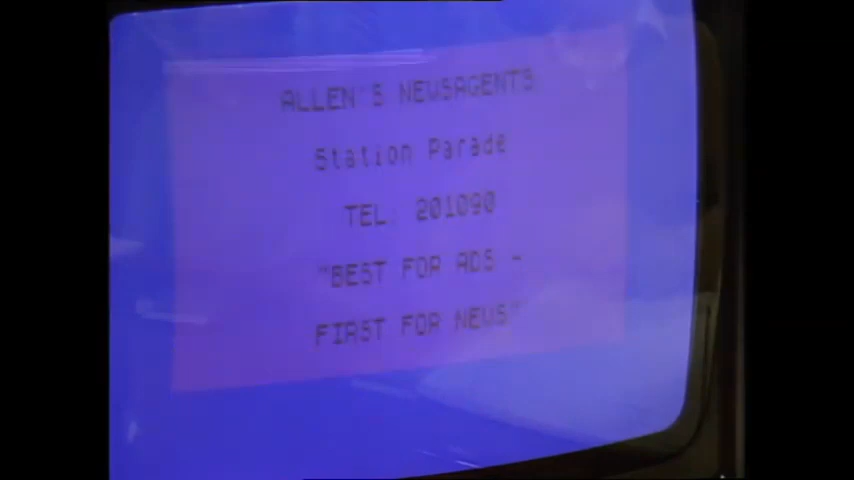 ALLEN'S NEWSAGENTS
Station Parade
TEL: 201090
"BEST FOR ADS -
FIRST FOR NEWS"